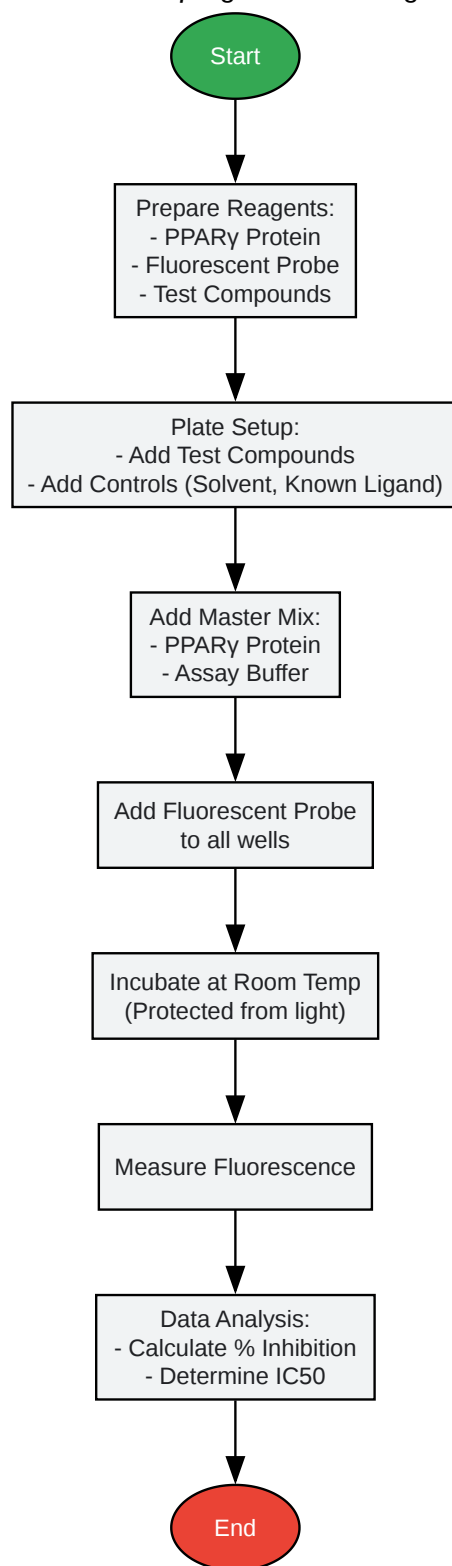 Start
Prepare Reagents:
- PPARγ Protein
- Fluorescent Probe
- Test Compounds
Plate Setup:
- Add Test Compounds
- Add Controls (Solvent, Known Ligand)
Add Master Mix:
- PPARγ Protein
- Assay Buffer
Add Fluorescent Probe
to all wells
Incubate at Room Temp
(Protected from light)
Measure Fluorescence
Data Analysis:
- Calculate % Inhibition
- Determine IC50
End